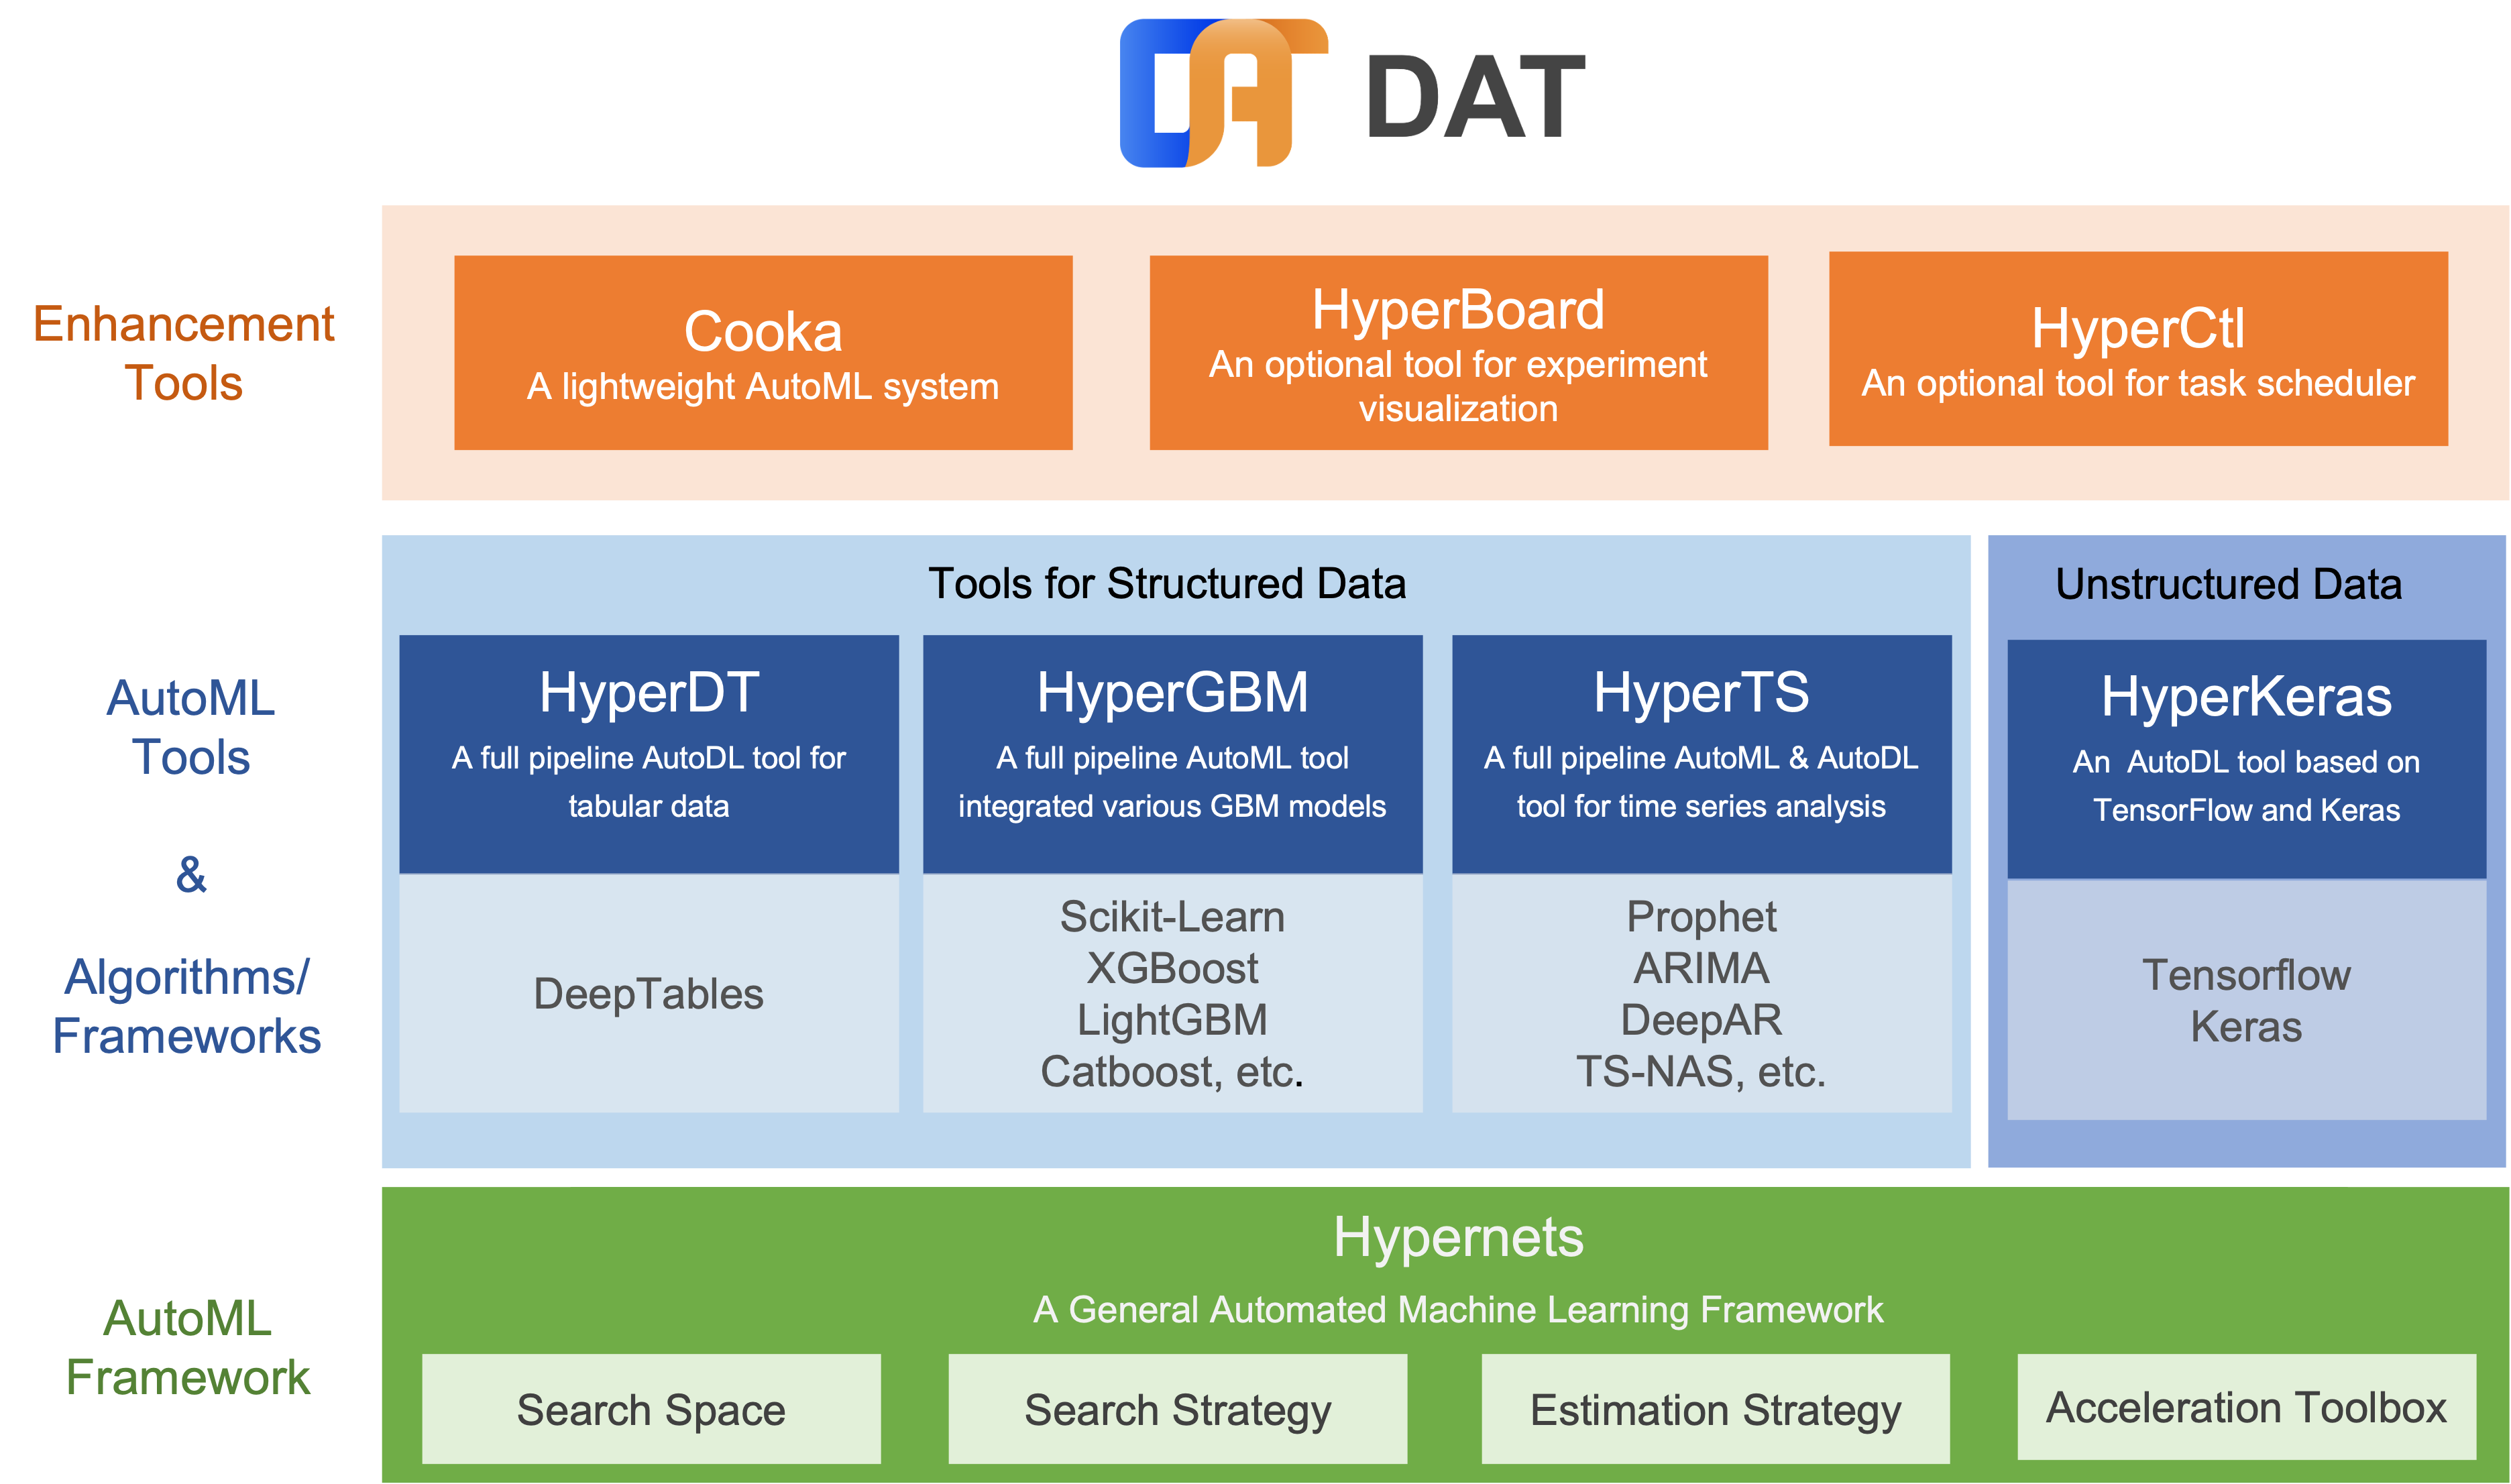 DAT DAT
Enhancement
Tools
Cooka
A lightweight AutoML system
HyperBoard
An optional tool for experiment
visualization
HyperCtl
An optional tool for task scheduler
AutoML
Tools
&
Algorithms/
Frameworks
Tools for Structured Data
HyperDT
A full pipeline AutoDL tool for
tabular data
DeepTables
HyperGBM
A full pipeline AutoML tool
integrated various GBM models
Scikit-Learn
XGBoost
LightGBM
Catboost, etc.
HyperTS
A full pipeline AutoML & AutoDL
tool for time series analysis
Prophet
ARIMA
DeepAR
TS-NAS, etc.
Unstructured Data
HyperKeras
An  AutoDL tool based on
TensorFlow and Keras
Tensorflow
Keras
AutoML
Framework
Hypernets
A General Automated Machine Learning Framework
Search Space
Search Strategy
Estimation Strategy
Acceleration Toolbox